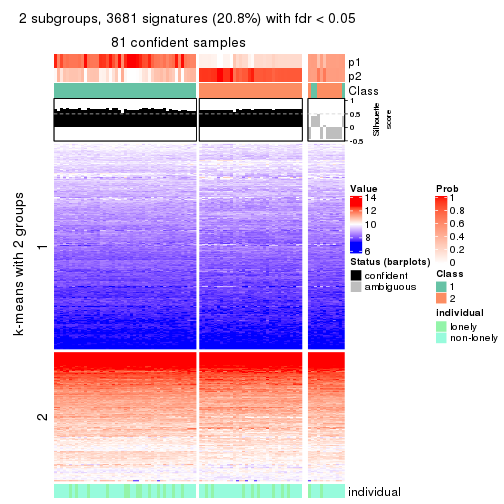 2 subgroups, 3681 signatures (20.8%) with fdr < 0.05
81 confident samples
p1
p2
Class
1
0.5
0
-0.5
Silhouette
score
k-means with 2 groups
1
2
individual
Value
14
12
10
8
6
Status (barplots)
confident
ambiguous
Prob
1
0.8
0.6
0.4
0.2
0
Class
1
2
individual
lonely
non-lonely